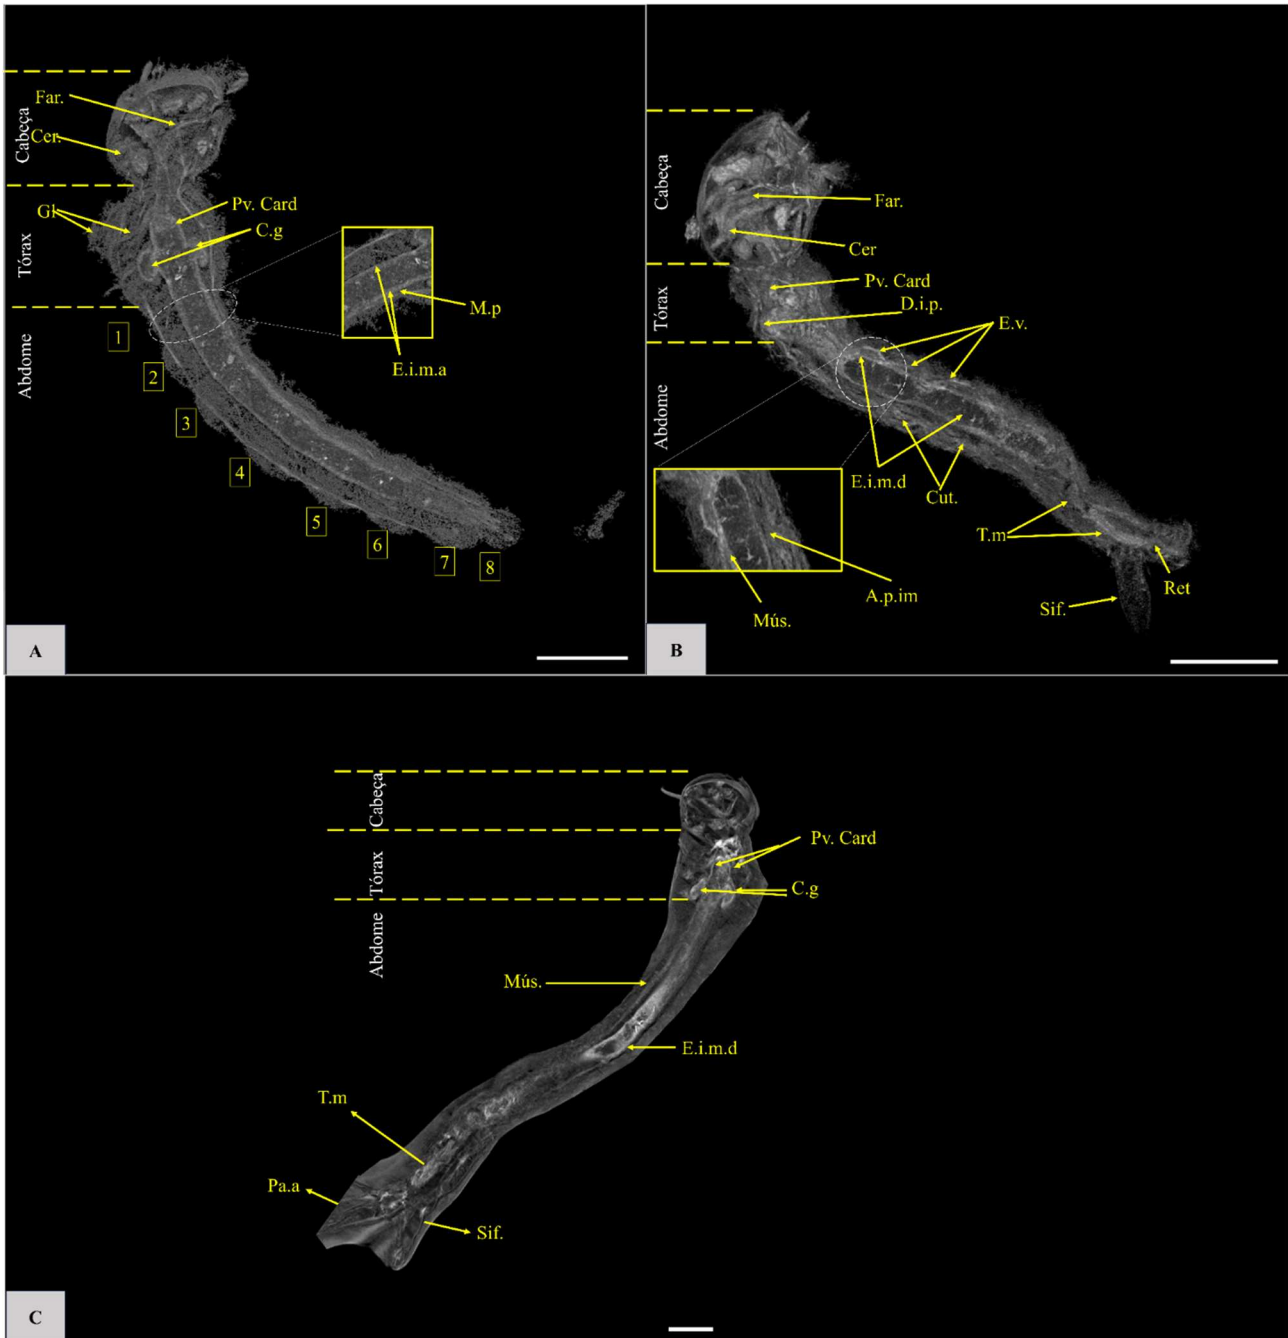 Cabeça
Far.
Cer.
Gl
Tórax
Pv. Card
C.g
M.p
E.i.m.a
Abdome
1
2
3
4
5
6
7
8
A
Cabeça
Far.
Cer
Tórax
Pv. Card
D.i.p.
E.v.
Abdome
E.i.m.d
Cut.
T.m
A.p.im
Mús.
Ret
Sif.
B
Cabeça
Tórax
Pv. Card
C.g
Abdome
Mús.
E.i.m.d
T.m
Pa.a
Sif.
C